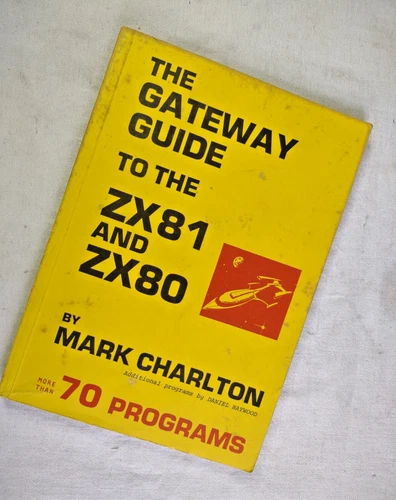 THE
GATEWAY
GUIDE
TO THE
ZX81
AND
ZX80
BY
MARK CHARLTON
Additional programs by DANIEL HAYWOOD
MORE
THAN
70 PROGRAMS